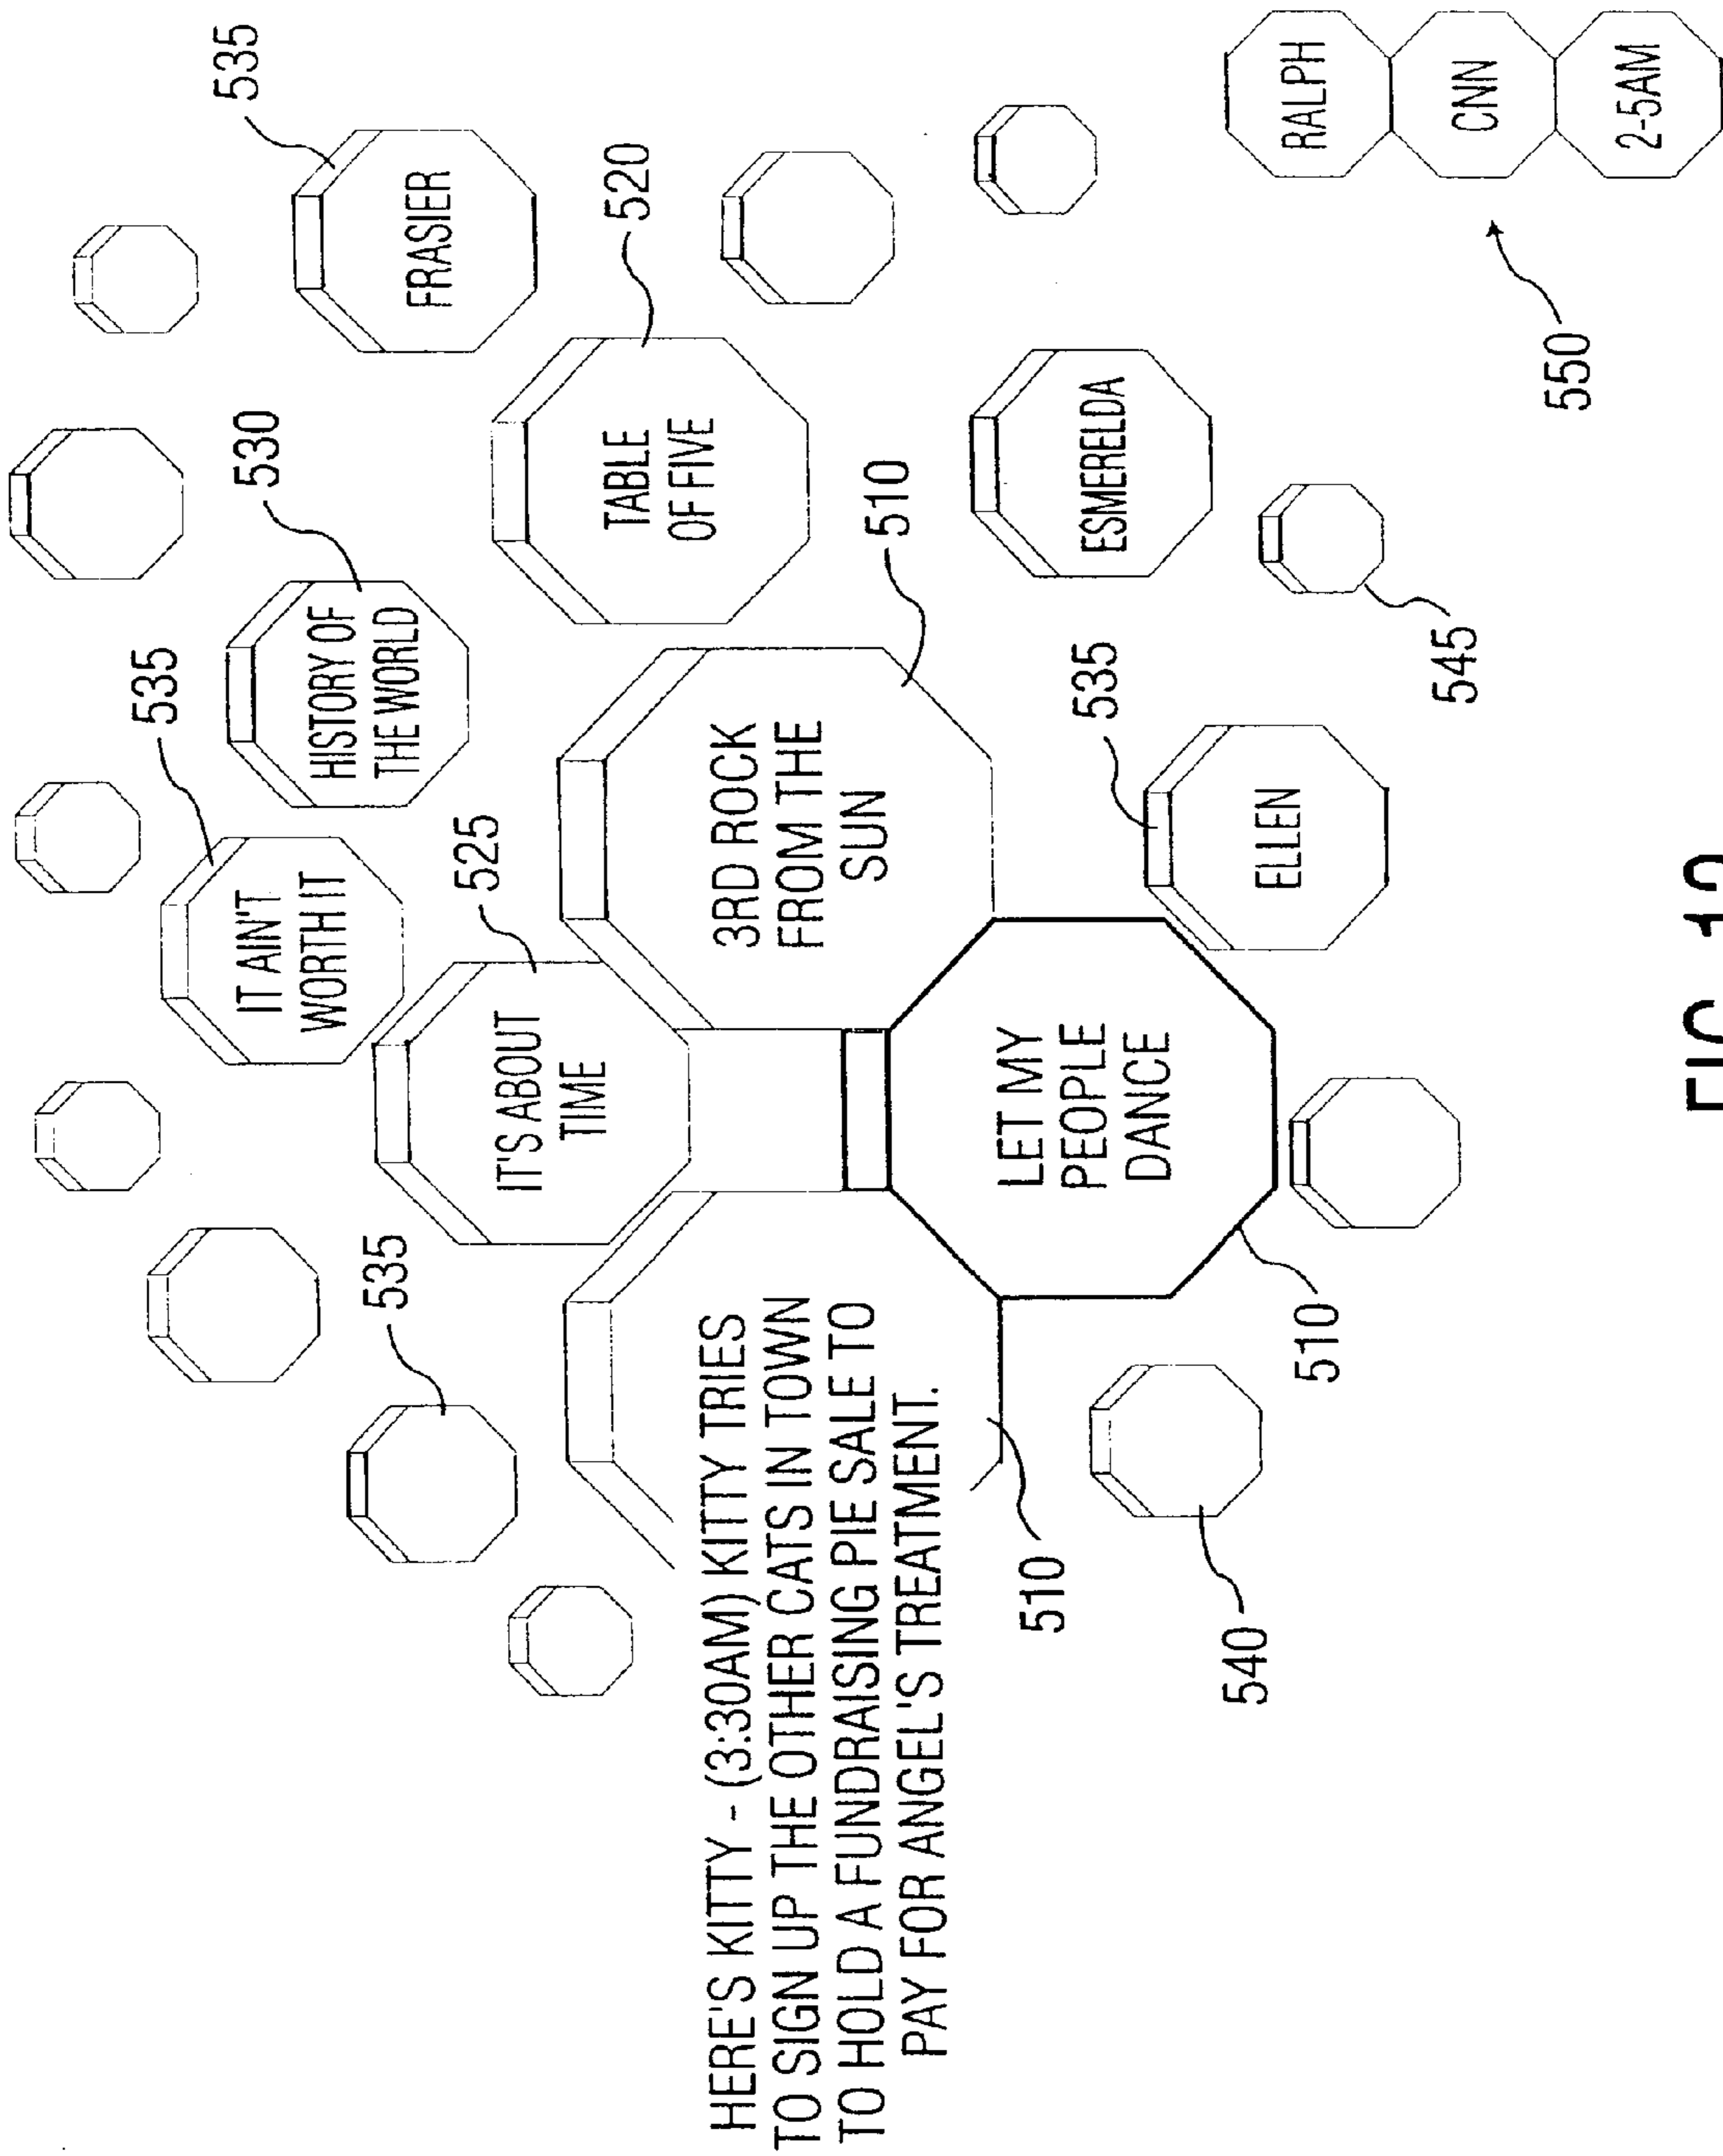 535
535
530
IT AIN'T
WORTH IT
HISTORY OF
THE WORLD
535
FRASIER
525
IT'S ABOUT
TIME
520
TABLE
OF FIVE
HERE'S KITTY - (3:30AM) KITTY TRIES
TO SIGN UP THE OTHER CATS IN TOWN
TO HOLD A FUNDRAISING PIE SALE TO
PAY FOR ANGEL'S TREATMENT.
3RD ROCK
FROM THE
SUN
510
LET MY
PEOPLE
DANCE
510
535
ESMERELDA
540
ELLEN
510
545
RALPH
CNN
550
2-5AM
FIG.